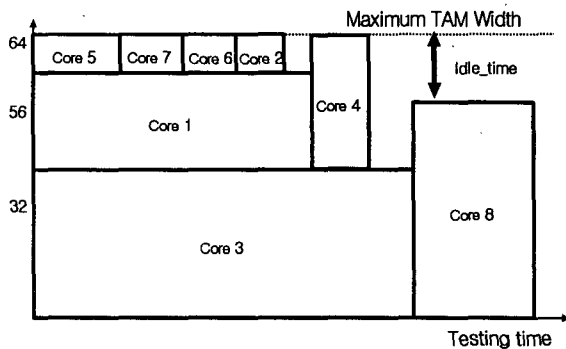 Maximum TAM Width
64
Core 5
Core 7
Core 6
Core 2
Idle_time
Core 4
56
Core 1
32
Core 8
Core 3
Testing time